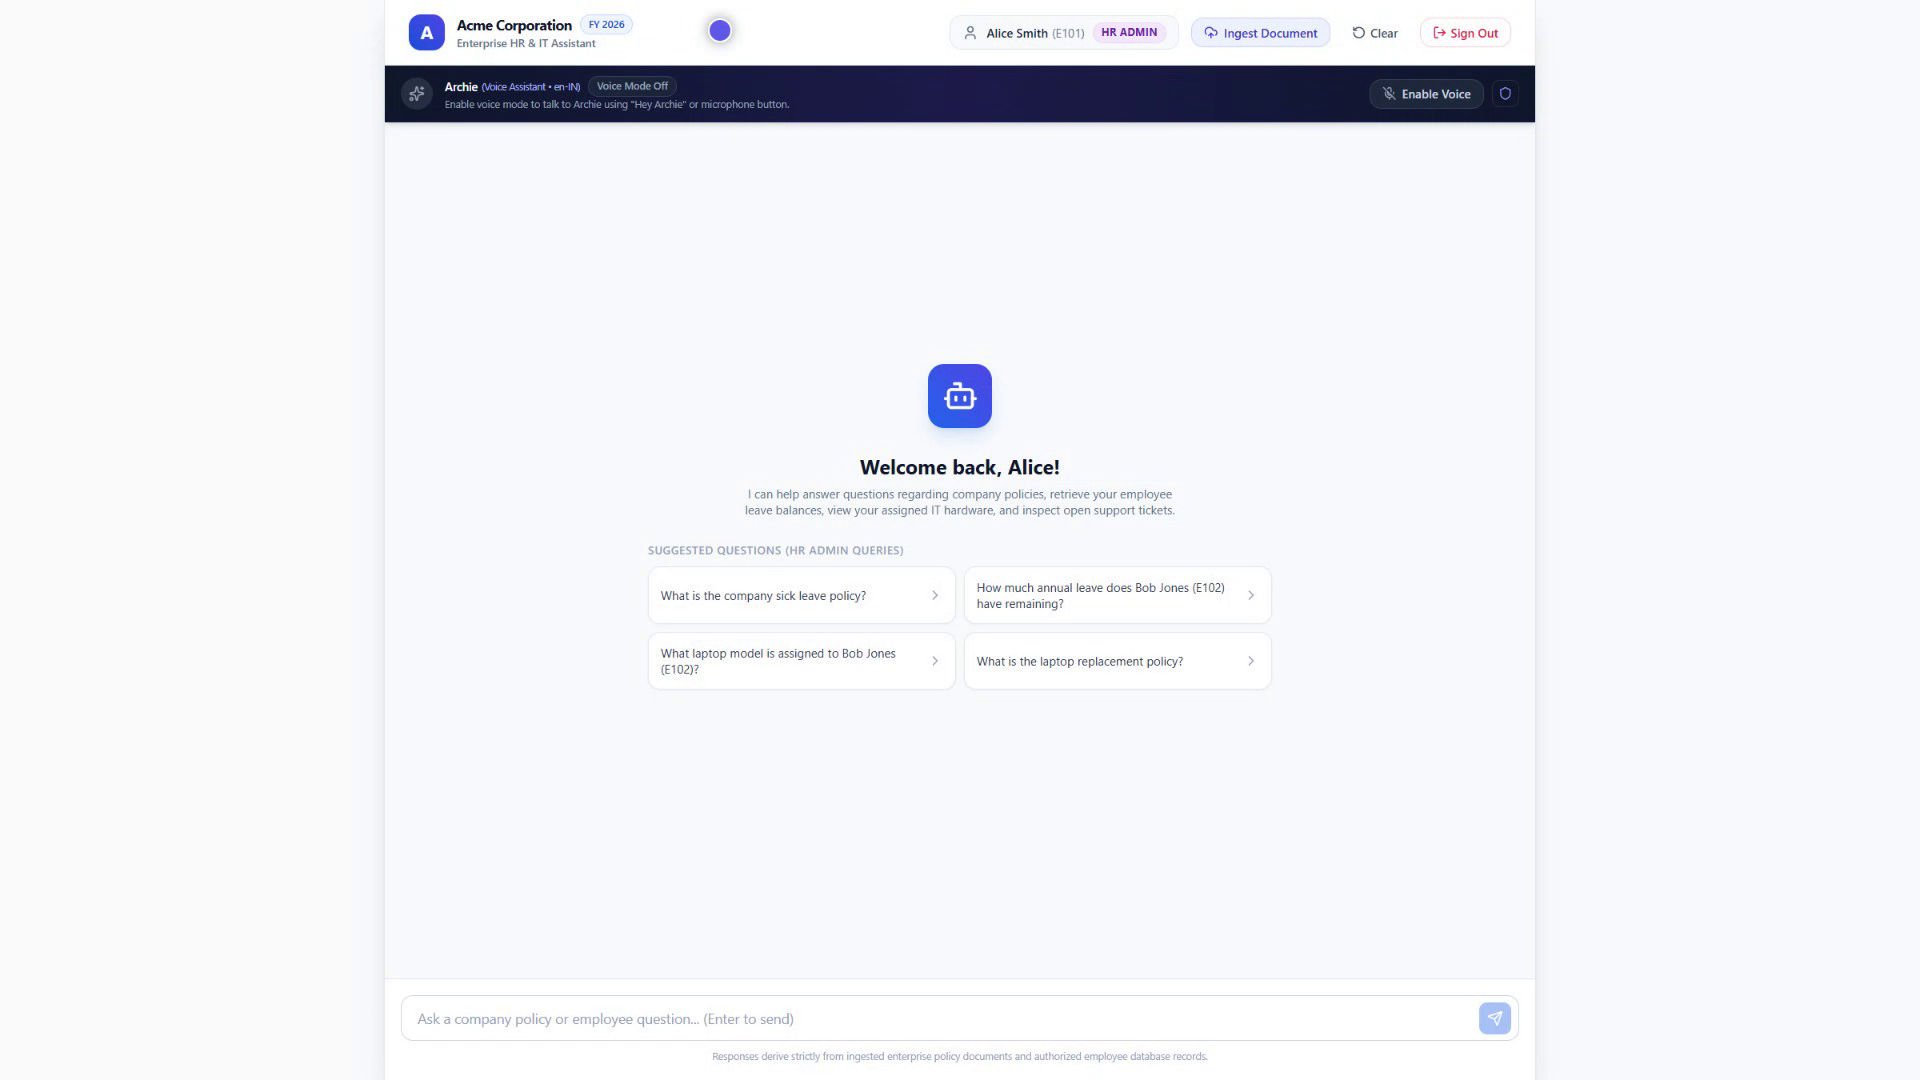 A
Acme Corporation FY 2026
Enterprise HR & IT Assistant
Alice Smith (E101) HR ADMIN
Ingest Document
Clear
Sign Out
Archie (Voice Assistant • en-IN) Voice Mode Off
Enable voice mode to talk to Archie using "Hey Archie" or microphone button.
Enable Voice
Welcome back, Alice!
I can help answer questions regarding company policies, retrieve your employee
leave balances, view your assigned IT hardware, and inspect open support tickets.
SUGGESTED QUESTIONS (HR ADMIN QUERIES)
What is the company sick leave policy?
How much annual leave does Bob Jones (E102)
have remaining?
What laptop model is assigned to Bob Jones
(E102)?
What is the laptop replacement policy?
Ask a company policy or employee question... (Enter to send)
Responses derive strictly from ingested enterprise policy documents and authorized employee database records.